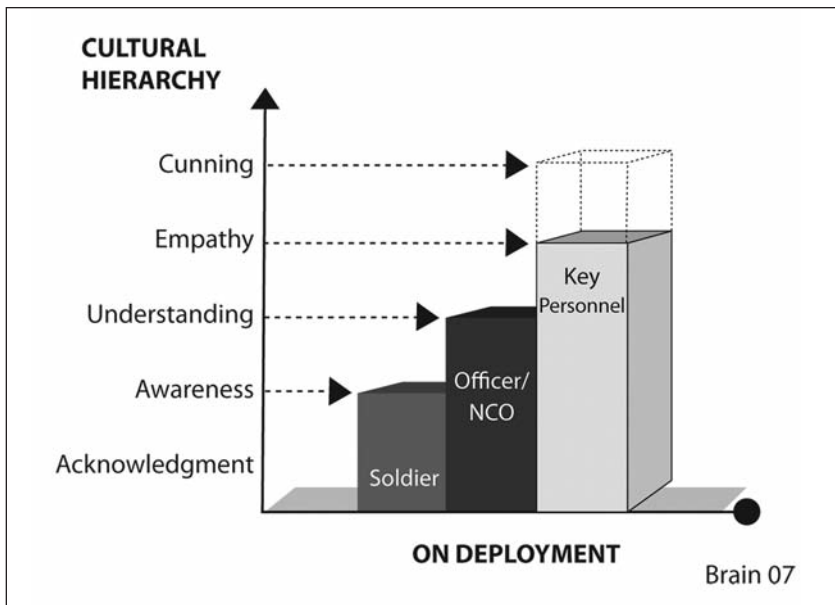 CULTURAL
HIERARCHY
Cunning
Empathy
Understanding
Awareness
Acknowledgment
Key
Personnel
Officer/
NCO
Soldier
ON DEPLOYMENT
Brain 07